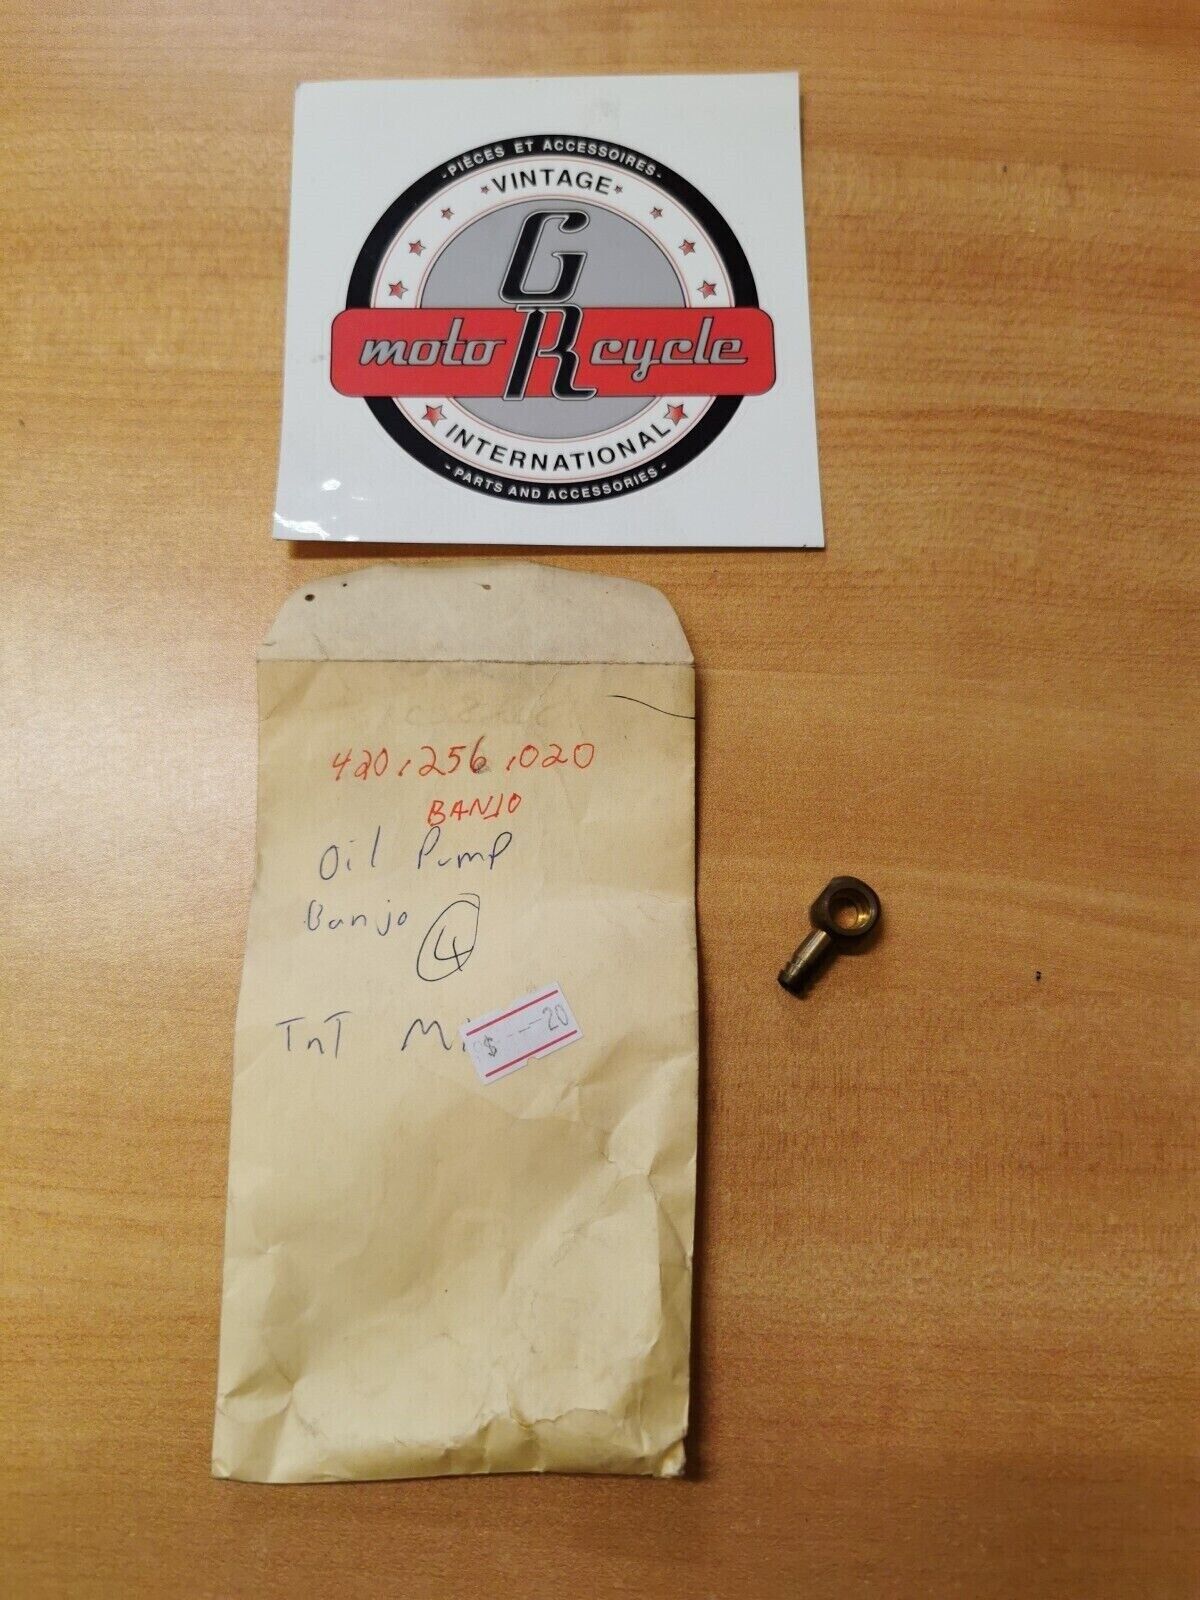 -PIÈCES ET ACCESSOIRES-
VINTAGE
GR
moto cycle
INTERNATIONAL
-PARTS AND ACCESSORIES-
420.256.020
BANJO
Oil Pump
Banjo 4
TnT
$ ---20